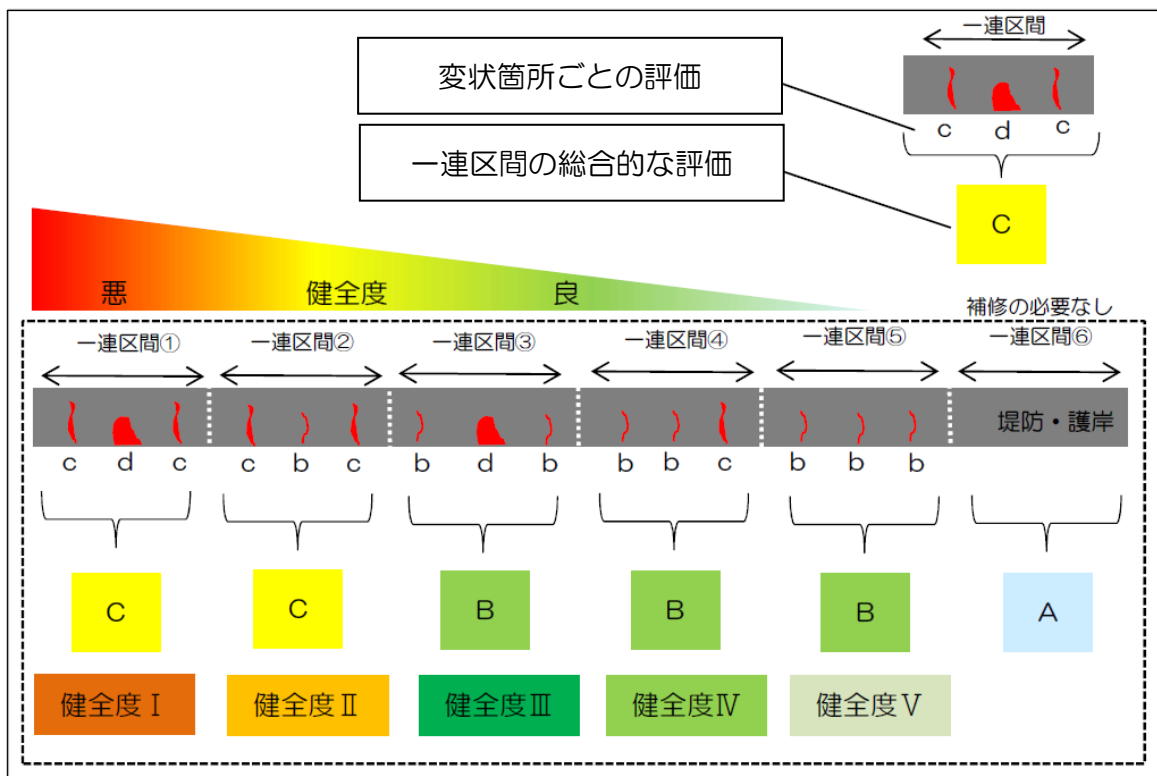 一連区間
変状箇所ごとの評価
c d c
一連区間の総合的な評価
C
悪 健全度 良
補修の必要なし
一連区間① 一連区間② 一連区間③ 一連区間④ 一連区間⑤ 一連区間⑥
堤防・護岸
c d c c b c b d b b b c b b b
C C B B B A
健全度Ⅰ 健全度Ⅱ 健全度Ⅲ 健全度Ⅳ 健全度Ⅴ